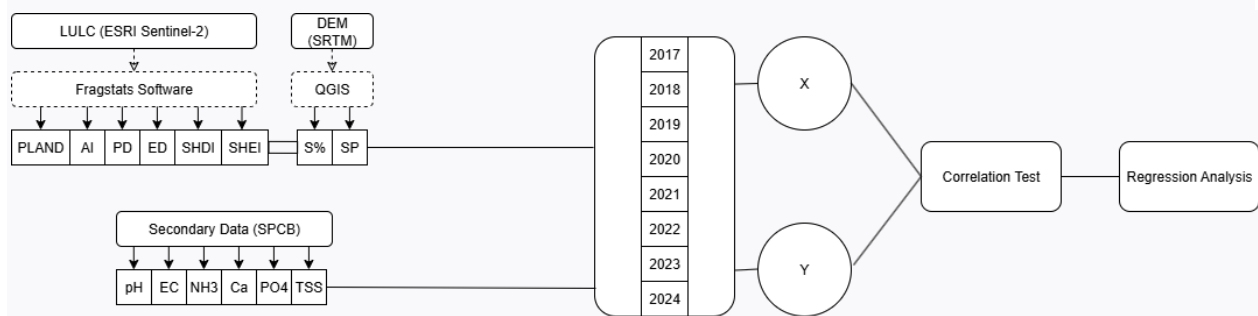 LULC (ESRI Sentinel-2)
DEM
(SRTM)
Fragstats Software
QGIS
PLAND AI PD ED SHDI SHEI S% SP
Secondary Data (SPCB)
pH EC NH3 Ca PO4 TSS
2017
2018
2019
2020
2021
2022
2023
2024
X
Y
Correlation Test
Regression Analysis